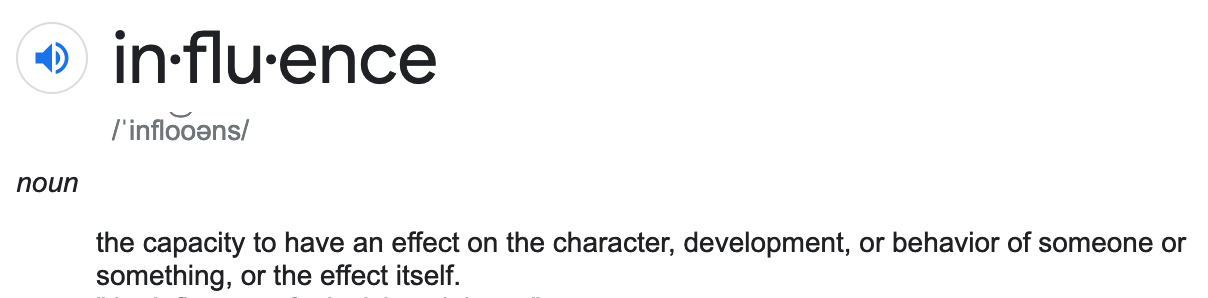 in·flu·ence
/ˈinflo͝oəns/
noun
the capacity to have an effect on the character, development, or behavior of someone or
something, or the effect itself.